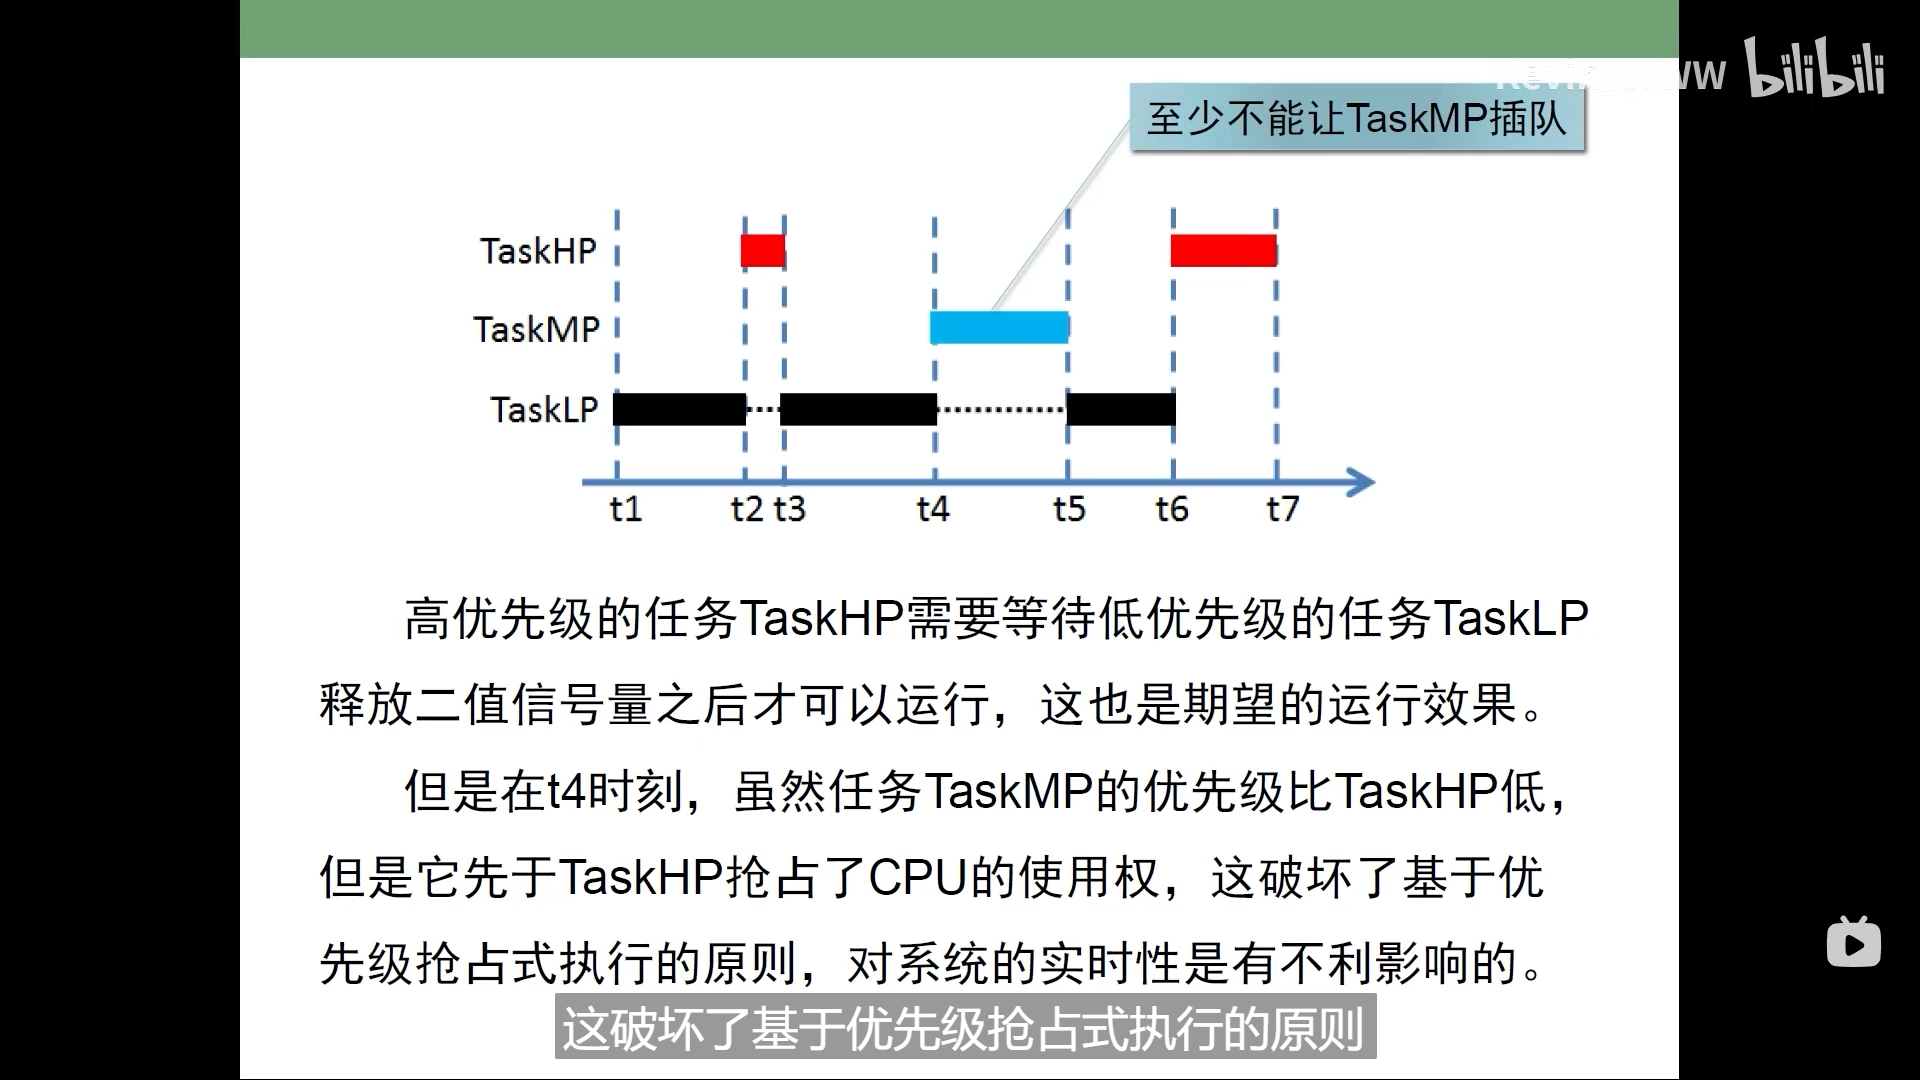 bilibili
至少不能让TaskMP插队
TaskHP
TaskMP
TaskLP
t1 t2 t3 t4 t5 t6 t7
高优先级的任务TaskHP需要等待低优先级的任务TaskLP
释放二值信号量之后才可以运行，这也是期望的运行效果。
但是在t4时刻，虽然任务TaskMP的优先级比TaskHP低，
但是它先于TaskHP抢占了CPU的使用权，这破坏了基于优
先级抢占式执行的原则，对系统的实时性是有不利影响的。
这破坏了基于优先级抢占式执行的原则